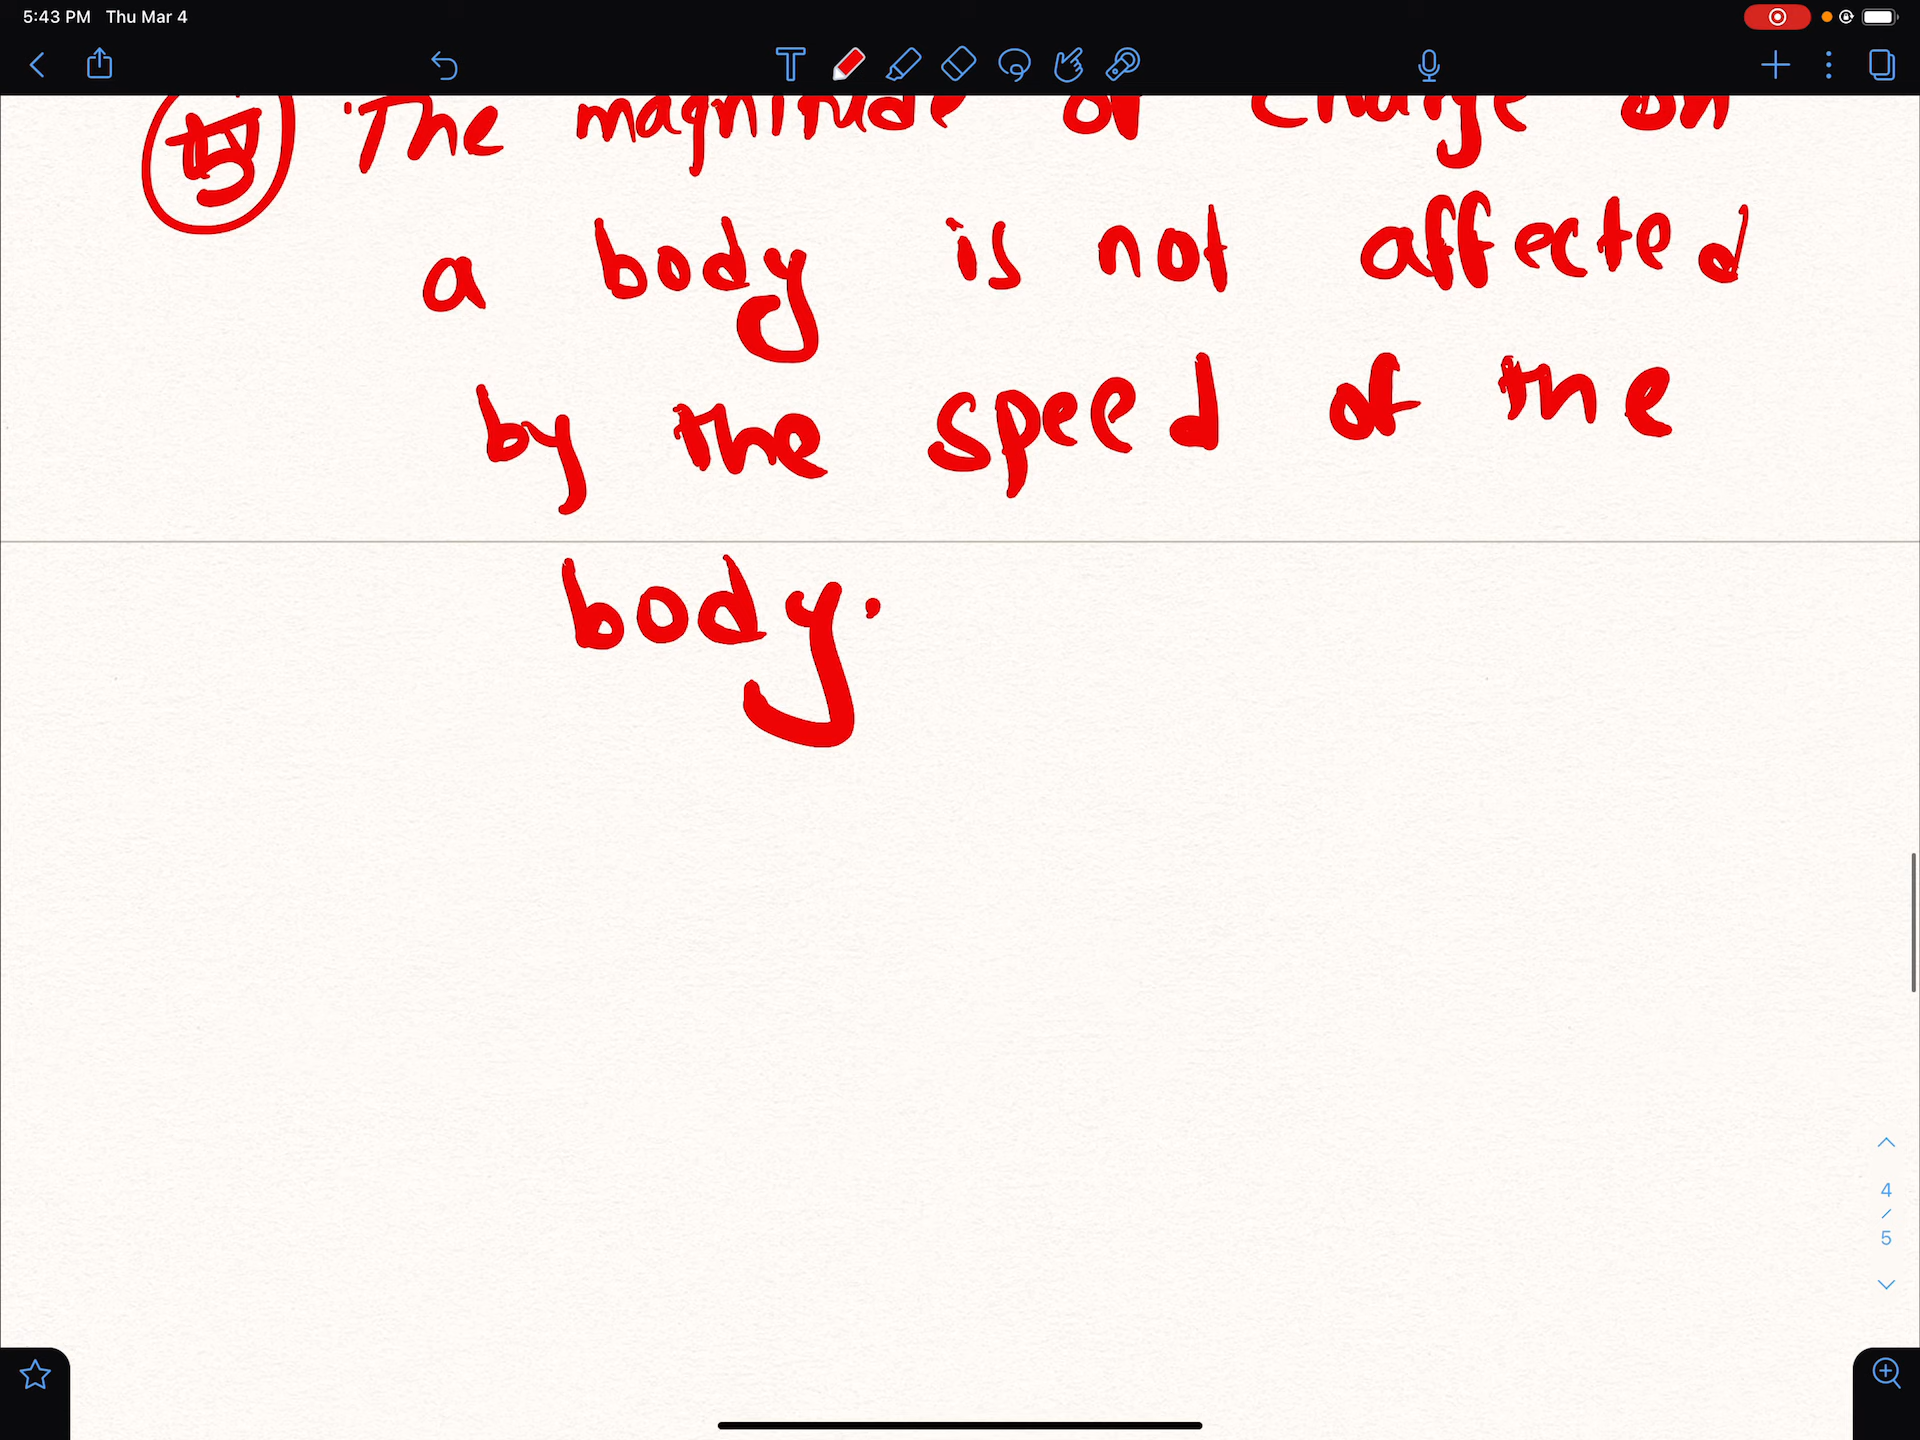 5:43 PM Thu Mar 4
The magnitude of charge on
a body is not affected
by the speed of the
body.
4
/
5